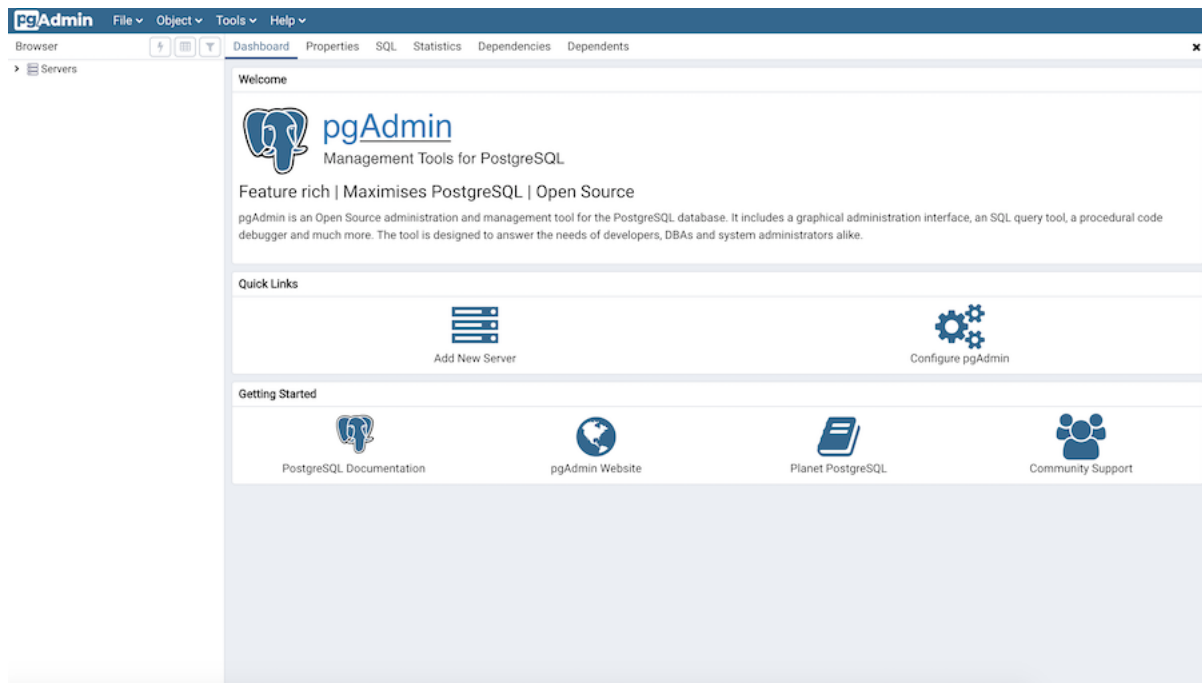 pgAdmin File Object Tools Help
Browser
Dashboard Properties SQL Statistics Dependencies Dependents
Servers
Welcome
pgAdmin
Management Tools for PostgreSQL
Feature rich | Maximises PostgreSQL | Open Source
pgAdmin is an Open Source administration and management tool for the PostgreSQL database. It includes a graphical administration interface, an SQL query tool, a procedural code
debugger and much more. The tool is designed to answer the needs of developers, DBAs and system administrators alike.
Quick Links
Add New Server
Configure pgAdmin
Getting Started
PostgreSQL Documentation
pgAdmin Website
Planet PostgreSQL
Community Support